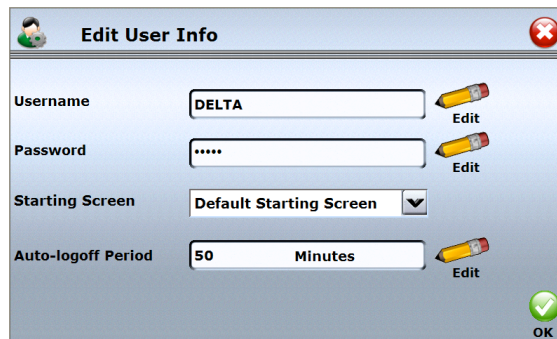 Edit User Info
Username
DELTA
Edit
Password
•••••
Edit
Starting Screen
Default Starting Screen
Auto-logoff Period
50 Minutes
Edit
OK